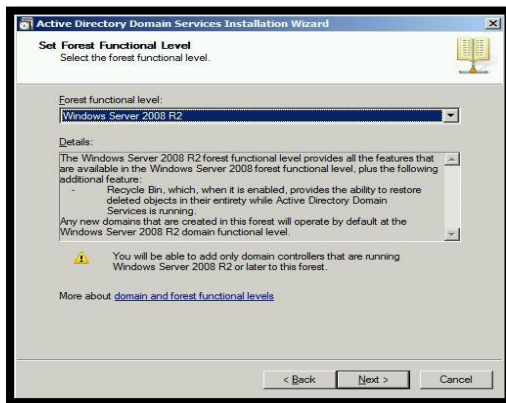 Active Directory Domain Services Installation Wizard
Set Forest Functional Level
Select the forest functional level.
Forest functional level:
Windows Server 2008 R2
Details:
The Windows Server 2008 R2 forest functional level provides all the features that
are available in the Windows Server 2008 forest functional level, plus the following
additional feature:
- Recycle Bin, which, when it is enabled, provides the ability to restore
deleted objects in their entirety while Active Directory Domain
Services is running.
Any new domains that are created in this forest will operate by default at the
Windows Server 2008 R2 domain functional level.
You will be able to add only domain controllers that are running
Windows Server 2008 R2 or later to this forest.
More about domain and forest functional levels
< Back Next > Cancel